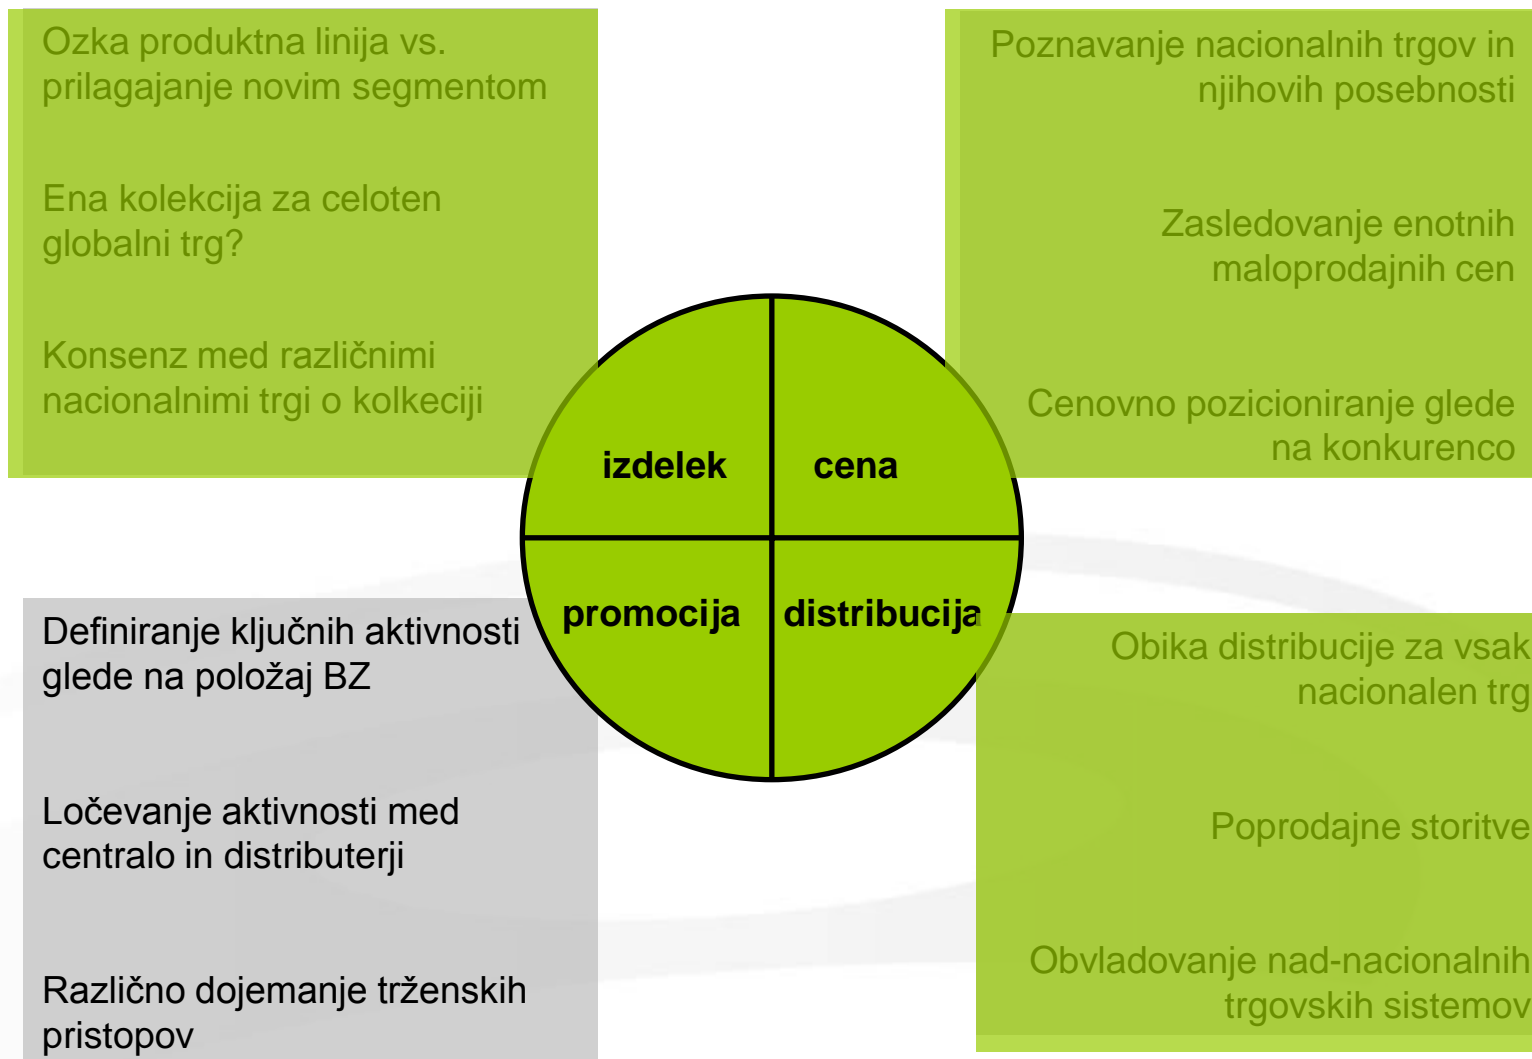 Ozka produktna linija vs.
prilagajanje novim segmentom
Ena kolekcija za celoten
globalni trg?
Konsenz med različnimi
nacionalnimi trgi o kolkeciji
Poznavanje nacionalnih trgov in
njihovih posebnosti
Zasledovanje enotnih
maloprodajnih cen
Cenovno pozicioniranje glede
na konkurenco
izdelek
cena
promocija
distribucija
Definiranje ključnih aktivnosti
glede na položaj BZ
Ločevanje aktivnosti med
centralo in distributerji
Različno dojemanje trženskih
pristopov
Obika distribucije za vsak
nacionalen trg
Poprodajne storitve
Obvladovanje nad-nacionalnih
trgovskih sistemov